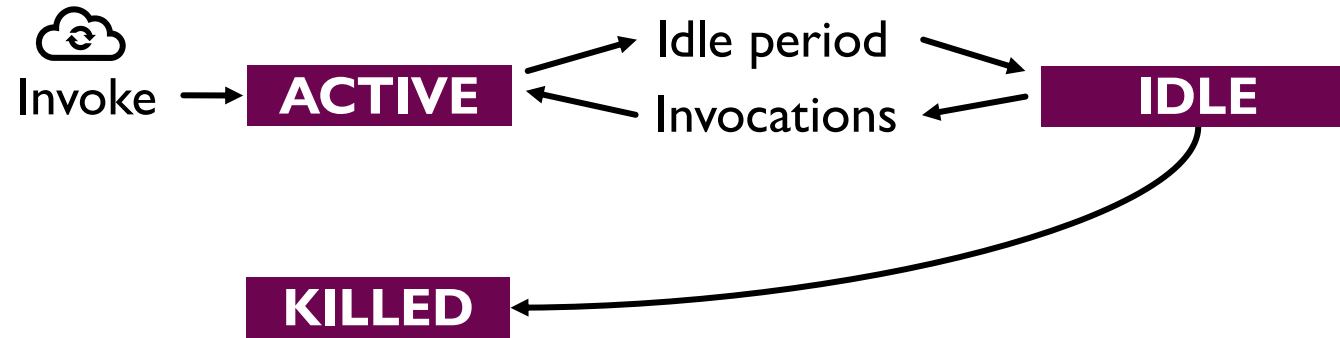 Idle period
Invoke
ACTIVE
IDLE
Invocations
KILLED